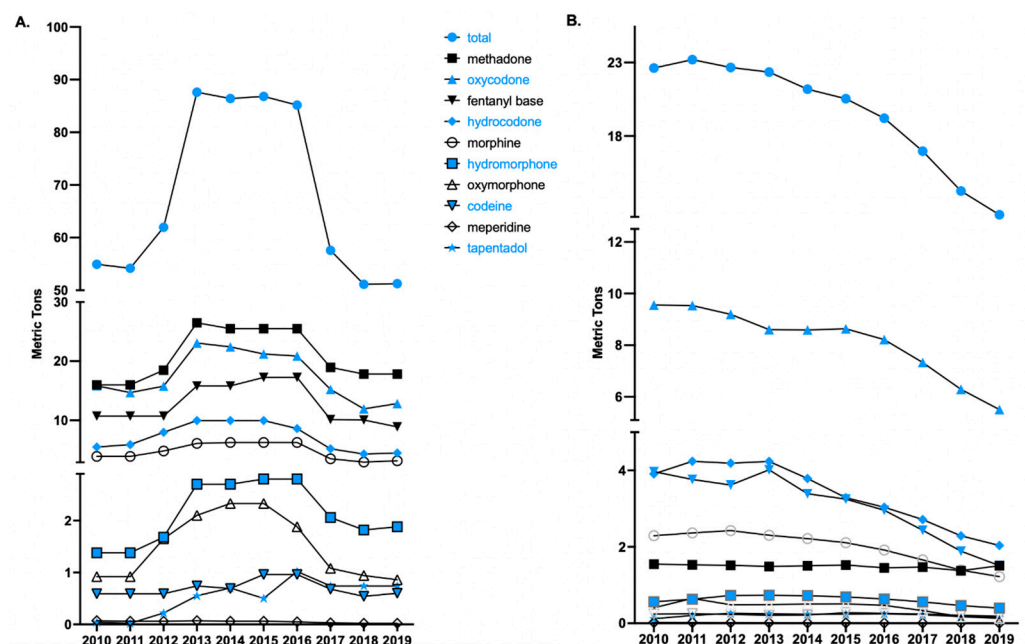 A.
100
90
80
70
60
50
30
20
10
2
1
0
Metric Tons
2010 2011 2012 2013 2014 2015 2016 2017 2018 2019
total
methadone
oxycodone
fentanyl base
hydrocodone
morphine
hydromorphone
oxymorphone
codeine
meperidine
tapentadol
B.
23
18
12
10
8
6
4
2
0
Metric Tons
2010 2011 2012 2013 2014 2015 2016 2017 2018 2019